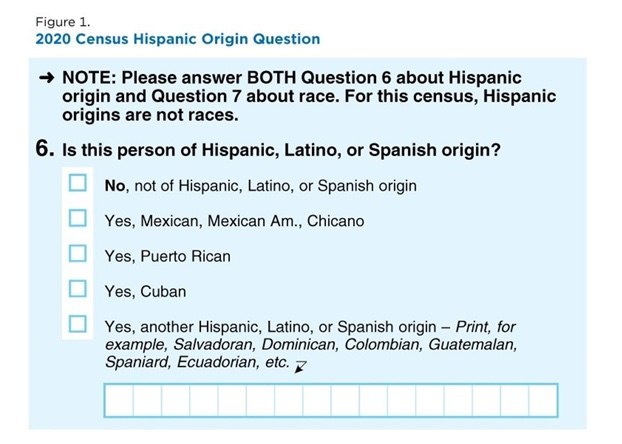 Figure 1.
2020 Census Hispanic Origin Question
➔ NOTE: Please answer BOTH Question 6 about Hispanic
origin and Question 7 about race. For this census, Hispanic
origins are not races.
6. Is this person of Hispanic, Latino, or Spanish origin?
No, not of Hispanic, Latino, or Spanish origin
Yes, Mexican, Mexican Am., Chicano
Yes, Puerto Rican
Yes, Cuban
Yes, another Hispanic, Latino, or Spanish origin – Print, for
example, Salvadoran, Dominican, Colombian, Guatemalan,
Spaniard, Ecuadorian, etc.